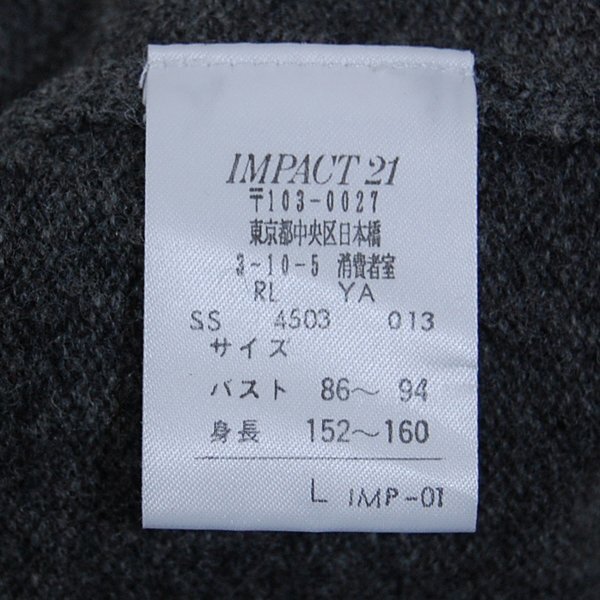 IMPACT 21
〒103-0027
東京都中央区日本橋
3-10-5 消費者室
RL YA
SS 4503 013
サイズ
バスト 86〜 94
身長 152〜160
L IMP-01